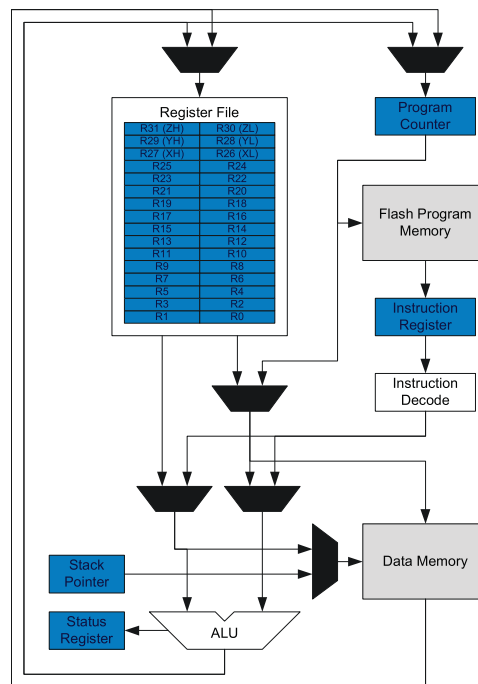 Register File
R31 (ZH) R30 (ZL)
R29 (YH) R28 (YL)
R27 (XH) R26 (XL)
R25 R24
R23 R22
R21 R20
R19 R18
R17 R16
R15 R14
R13 R12
R11 R10
R9 R8
R7 R6
R5 R4
R3 R2
R1 R0
Program
Counter
Flash Program
Memory
Instruction
Register
Instruction
Decode
Data Memory
Stack
Pointer
Status
Register
ALU